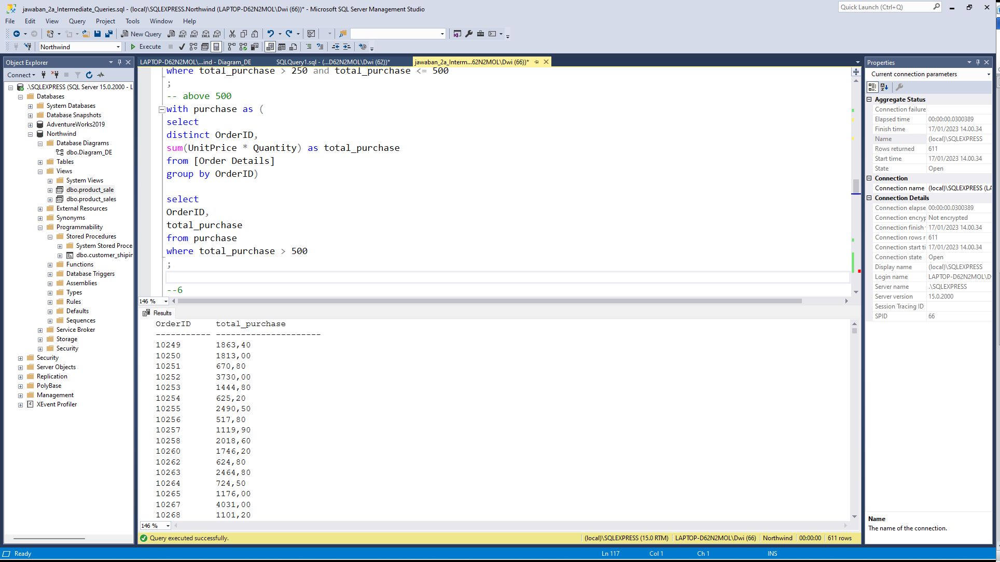 jawaban_2a_Intermediate_Queries.sql - (local)\SQLEXPRESS.Northwind (LAPTOP-D62N2MOL\Dwi (66))* - Microsoft SQL Server Management Studio
Quick Launch (Ctrl+Q)
File Edit View Query Project Tools Window Help
New Query
MDX DMX XMLA DAX
Northwind
Execute
Object Explorer
Connect
.\SQLEXPRESS (SQL Server 15.0.2000 - L
Databases
System Databases
Database Snapshots
AdventureWorks2019
Northwind
Database Diagrams
dbo.Diagram_DE
Tables
Views
System Views
dbo.product_sale
dbo.product_sales
External Resources
Synonyms
Programmability
Stored Procedures
System Stored Proce
dbo.customer_shipin
Functions
Database Triggers
Assemblies
Types
Rules
Defaults
Sequences
Service Broker
Storage
Security
Security
Server Objects
Replication
PolyBase
Management
XEvent Profiler
LAPTOP-D62N2MOL\...ind - Diagram_DE
SQLQuery1.sql - (...D62N2MOL\Dwi (62))*
jawaban_2a_Interm...62N2MOL\Dwi (66))*
where total_purchase > 250 and total_purchase <= 500
;
-- above 500
with purchase as (
select
distinct OrderID,
sum(UnitPrice * Quantity) as total_purchase
from [Order Details]
group by OrderID)
select
OrderID,
total_purchase
from purchase
where total_purchase > 500
;
--6
146 %
Results
OrderID total_purchase
----------- ---------------------
10249 1863,40
10250 1813,00
10251 670,80
10252 3730,00
10253 1444,80
10254 625,20
10255 2490,50
10256 517,80
10257 1119,90
10258 2018,60
10260 1746,20
10262 624,80
10263 2464,80
10264 724,50
10265 1176,00
10267 4031,00
10268 1101,20
146 %
Query executed successfully.
(local)\SQLEXPRESS (15.0 RTM) LAPTOP-D62N2MOL\Dwi (66) Northwind 00:00:00 611 rows
Properties
Current connection parameters
Aggregate Status
Connection failure
Elapsed time 00:00:00.0300389
Finish time 17/01/2023 14.00.34
Name (local)\SQLEXPRESS
Rows returned 611
Start time 17/01/2023 14.00.34
State Open
Connection
Connection name (local)\SQLEXPRESS (LA
Connection Details
Connection elapse 00:00:00.0300389
Connection encryp Not encrypted
Connection finish 17/01/2023 14.00.34
Connection rows r 611
Connection start ti 17/01/2023 14.00.34
Connection state Open
Display name (local)\SQLEXPRESS
Login name LAPTOP-D62N2MOL\D
Server name .\SQLEXPRESS
Server version 15.0.2000
Session Tracing ID
SPID 66
Name
The name of the connection.
Ready
Ln 117 Col 1 Ch 1 INS